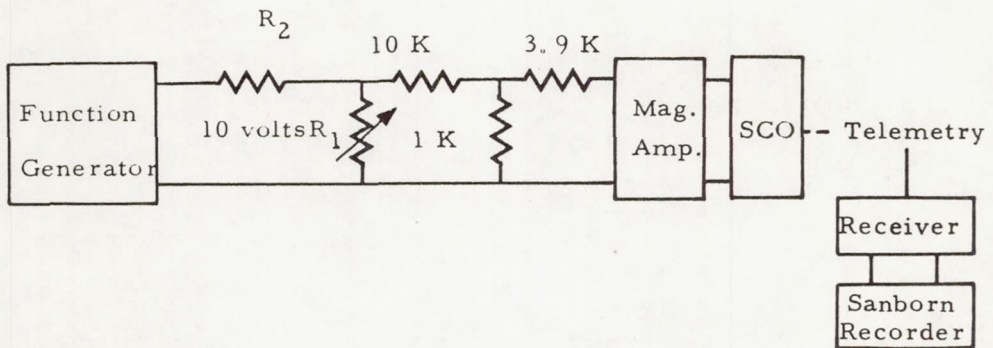 R2
10 K
3.9 K
Function
Generator
10 volts R1
1 K
Mag.
Amp.
SCO
Telemetry
Receiver
Sanborn
Recorder